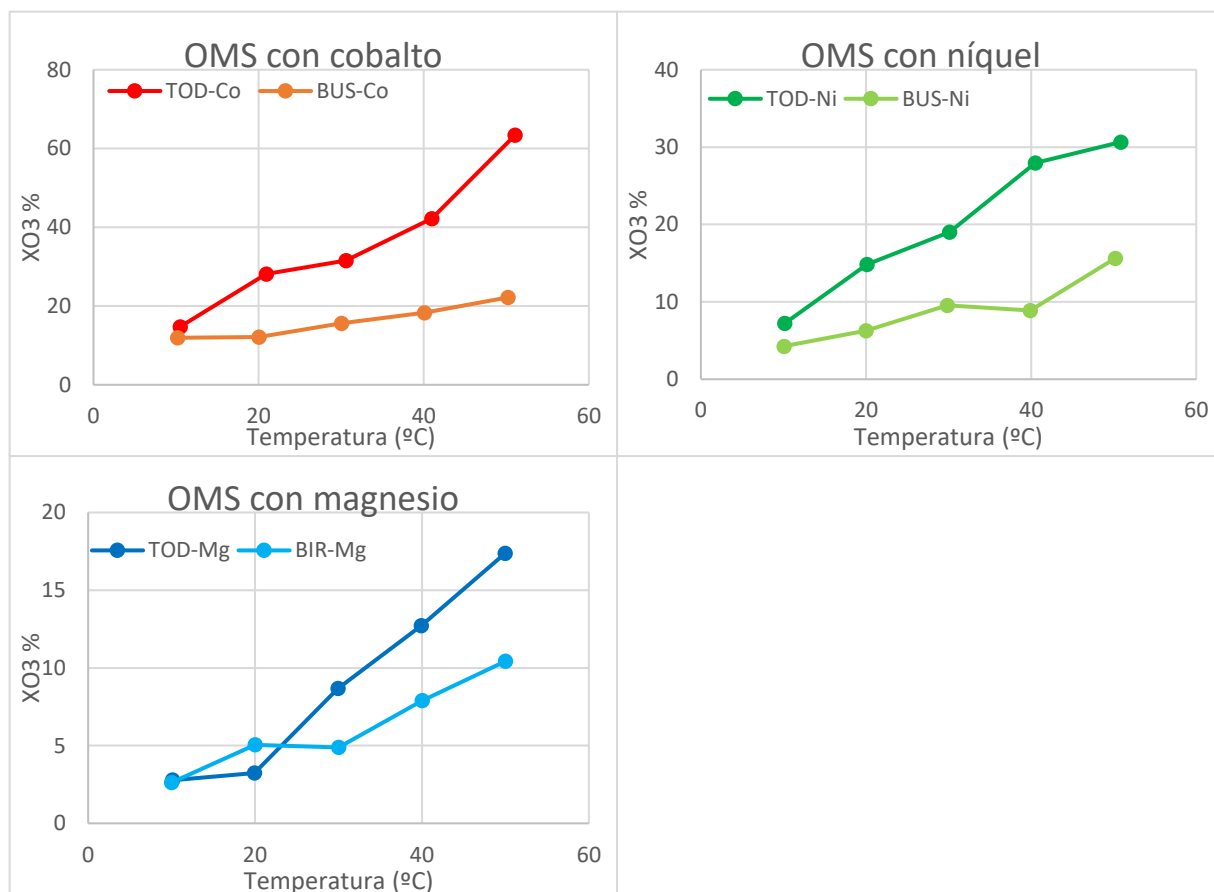 OMS con cobalto
TOD-Co BUS-Co
80
60
40
20
0
XO3 %
0 20 40 60
Temperatura (ºC)
OMS con níquel
TOD-Ni BUS-Ni
40
30
20
10
0
XO3 %
0 20 40 60
Temperatura (ºC)
OMS con magnesio
TOD-Mg BIR-Mg
20
15
10
5
0
XO3 %
0 20 40 60
Temperatura (ºC)